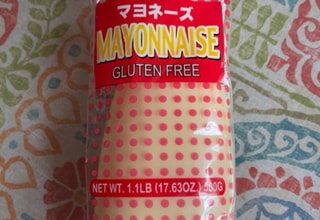 マヨネーズ
MAYONNAISE
GLUTEN FREE
NET WT. 1.1LB (17.63OZ.) 500G